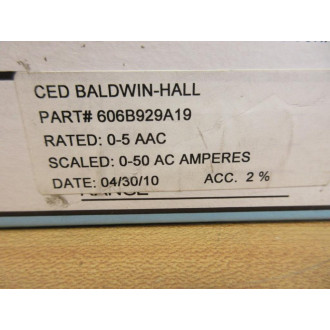 CED BALDWIN-HALL
PART# 606B929A19
RATED: 0-5 AAC
SCALED: 0-50 AC AMPERES
DATE: 04/30/10 ACC. 2 %
RANGE